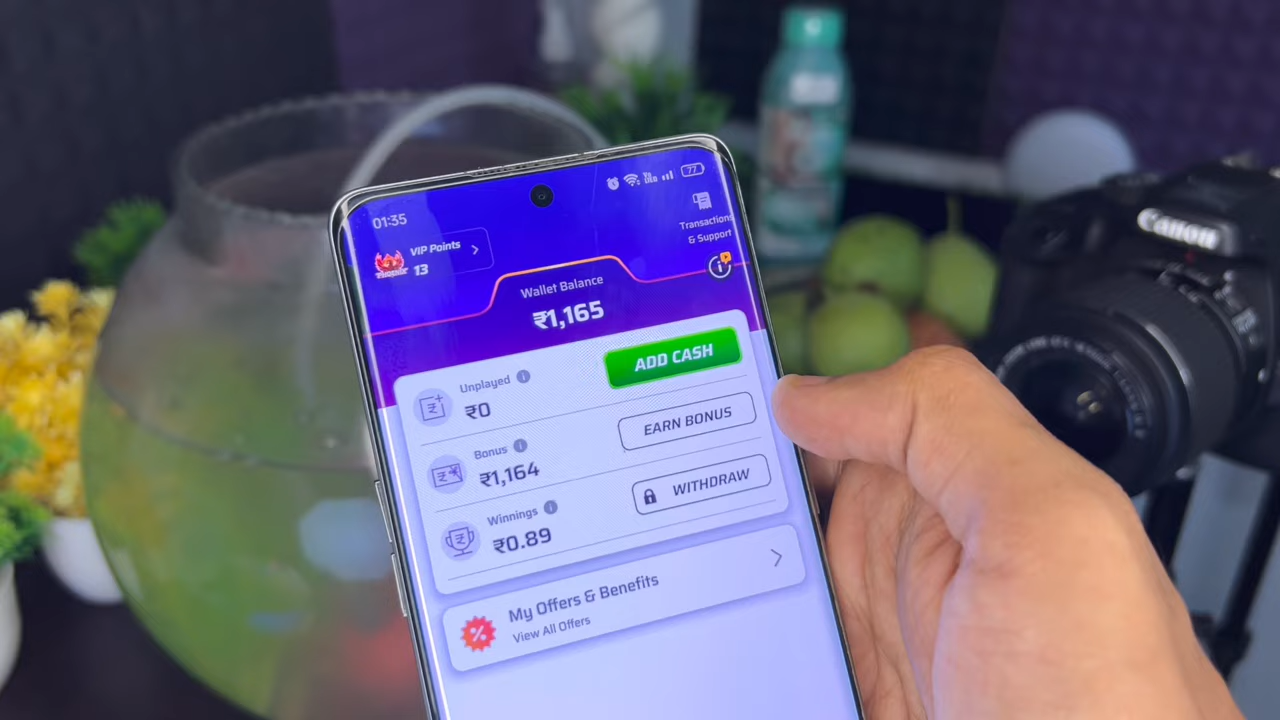 01:35
77
VIP Points
13
Transactions
& Support
Wallet Balance
₹1,165
Unplayed
₹0
ADD CASH
Bonus
₹1,164
EARN BONUS
Winnings
₹0.89
WITHDRAW
My Offers & Benefits
View All Offers
Canon